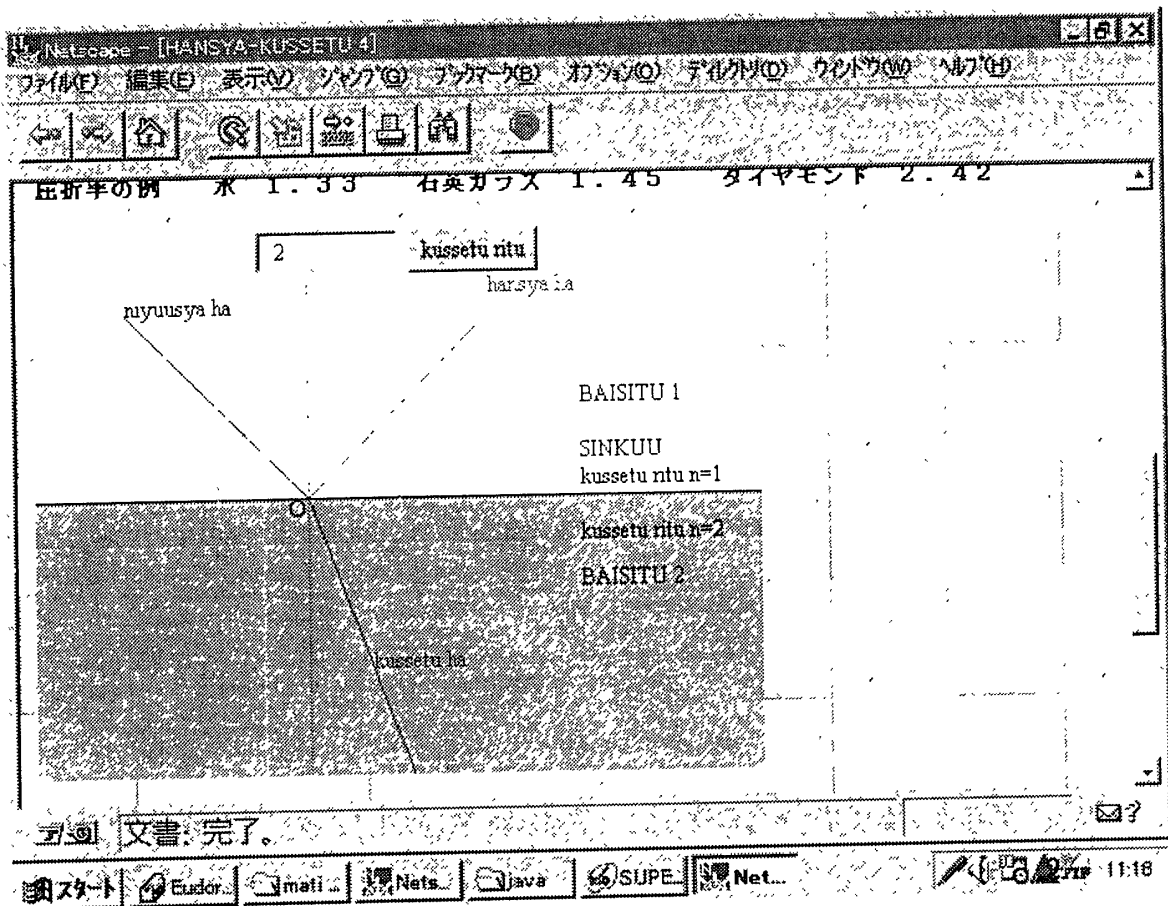 Netscape - [HANSYA-KUSSETU 4]
ファイル(F) 編集(E) 表示(V) ジャンプ(G) ブックマーク(B) オプション(O) ディレクトリ(D) ウィンドウ(W) ヘルプ(H)
屈折率の例 水 1.33 石英ガラス 1.45 ダイヤモンド 2.42
2 kussetu ritu
hansya ha
nyuusya ha
BAISITU 1
SINKUU
kussetu ritu n=1
O
kussetu ritu n=2
BAISITU 2
kussetu ha
文書: 完了。
?
スタート Eudor... mati ... Nets... java SUPE... Net... 11:16